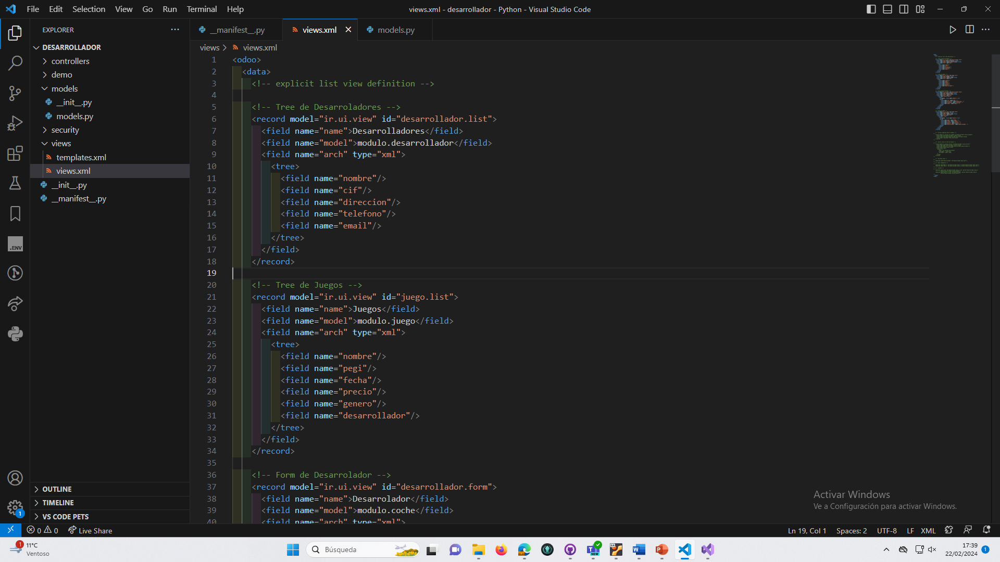 File Edit Selection View Go Run Terminal Help
views.xml - desarrollador - Python - Visual Studio Code
EXPLORER
DESARROLLADOR
controllers
demo
models
__init__.py
models.py
security
views
templates.xml
views.xml
__init__.py
__manifest__.py
OUTLINE
TIMELINE
VS CODE PETS
.ENV
1
__manifest__.py
views.xml
models.py
views > views.xml
1 <odoo>
2 <data>
3 <!-- explicit list view definition -->
4
5 <!-- Tree de Desarroladores -->
6 <record model="ir.ui.view" id="desarrollador.list">
7 <field name="name">Desarrolladores</field>
8 <field name="model">modulo.desarrollador</field>
9 <field name="arch" type="xml">
10 <tree>
11 <field name="nombre"/>
12 <field name="cif"/>
13 <field name="direccion"/>
14 <field name="telefono"/>
15 <field name="email"/>
16 </tree>
17 </field>
18 </record>
19
20 <!-- Tree de Juegos -->
21 <record model="ir.ui.view" id="juego.list">
22 <field name="name">Juegos</field>
23 <field name="model">modulo.juego</field>
24 <field name="arch" type="xml">
25 <tree>
26 <field name="nombre"/>
27 <field name="pegi"/>
28 <field name="fecha"/>
29 <field name="precio"/>
30 <field name="genero"/>
31 <field name="desarrollador"/>
32 </tree>
33 </field>
34 </record>
35
36 <!-- Form de Desarrolador -->
37 <record model="ir.ui.view" id="desarrollador.form">
38 <field name="name">Desarolador</field>
39 <field name="model">modulo.coche</field>
40 <field name="arch" type="xml">
Activar Windows
Ve a Configuración para activar Windows.
0 0 Live Share
Ln 19, Col 1 Spaces: 2 UTF-8 LF XML
1
11°C
Ventoso
Búsqueda
NEW
17:39
22/02/2024
1